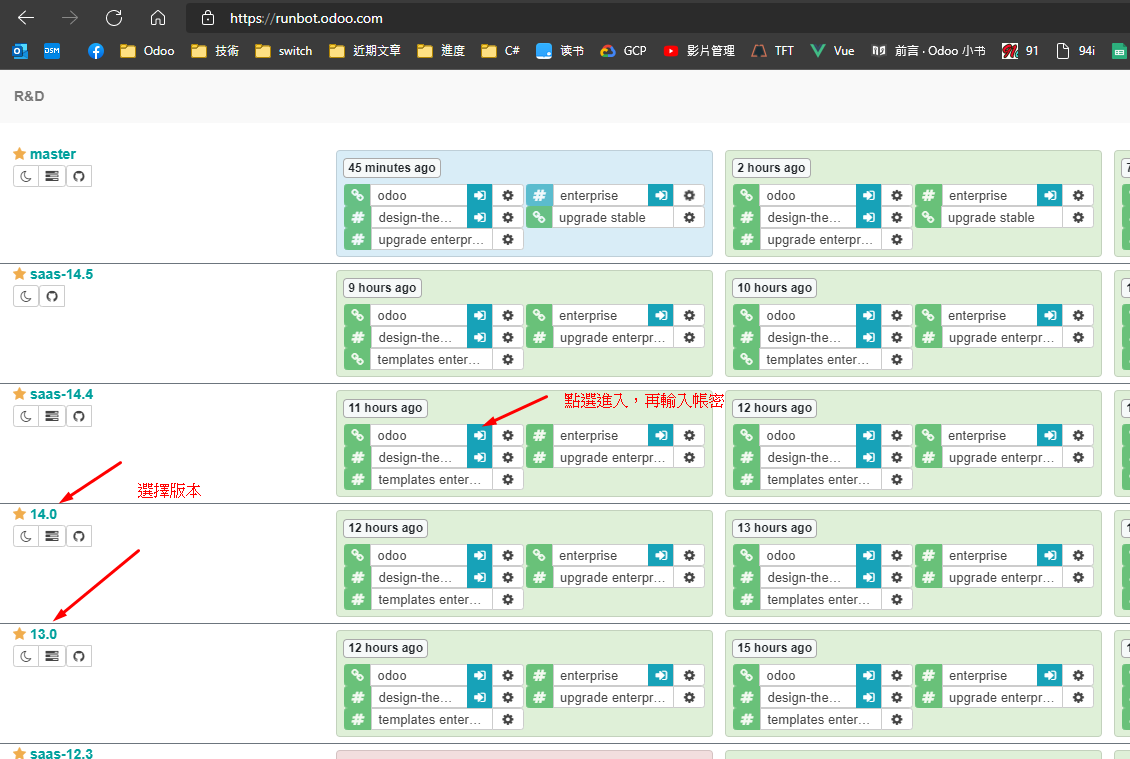 https://runbot.odoo.com
DSM Odoo 技術 switch 近期文章 進度 C# 读书 GCP 影片管理 TFT Vue 前言 · Odoo 小书 91 94i
R&D
master
45 minutes ago
2 hours ago
odoo enterprise odoo enterprise
design-the... upgrade stable design-the... upgrade stable
upgrade enterpr... upgrade enterpr...
saas-14.5
9 hours ago
10 hours ago
odoo enterprise odoo enterprise
design-the... upgrade enterpr... design-the... upgrade enterpr...
templates enter... templates enter...
saas-14.4
11 hours ago
點選進入，再輸入帳密
12 hours ago
odoo enterprise odoo enterprise
design-the... upgrade enterpr... design-the... upgrade enterpr...
templates enter... templates enter...
選擇版本
14.0
12 hours ago
13 hours ago
odoo enterprise odoo enterprise
design-the... upgrade enterpr... design-the... upgrade enterpr...
templates enter... templates enter...
13.0
12 hours ago
15 hours ago
odoo enterprise odoo enterprise
design-the... upgrade enterpr... design-the... upgrade enterpr...
templates enter... templates enter...
saas-12.3